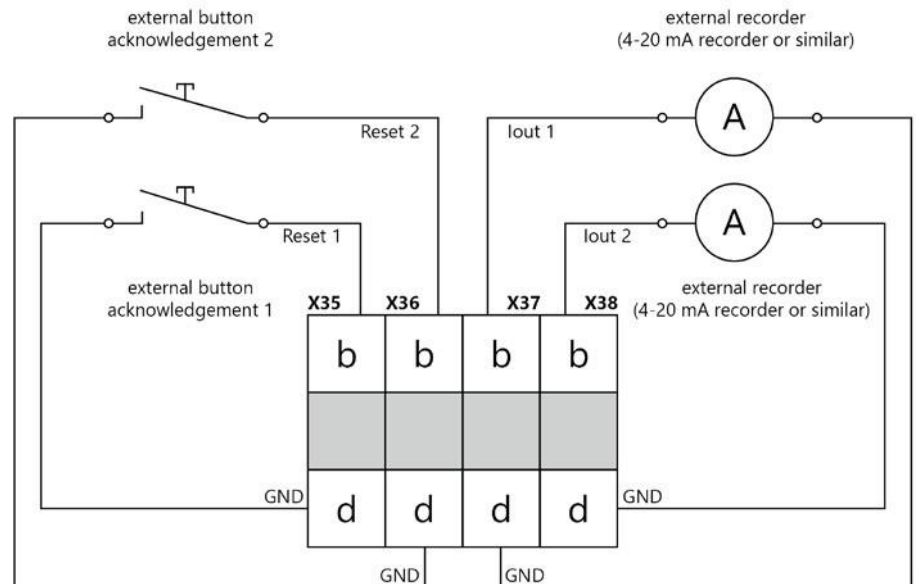 external button
acknowledgement 2
external recorder
(4-20 mA recorder or similar)
A
Reset 2
Iout 1
A
Reset 1
Iout 2
external button
acknowledgement 1
external recorder
(4-20 mA recorder or similar)
X35 X36 X37 X38
b b b b
GND d d d d GND
GND GND